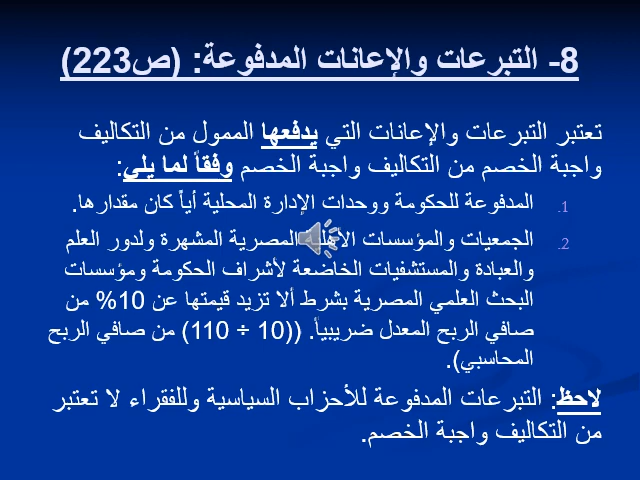 8- التبرعات والإعانات المدفوعة: (ص223)
تعتبر التبرعات والإعانات التي يدفعها الممول من التكاليف
واجبة الخصم من التكاليف واجبة الخصم وفقاً لما يلي:
1. المدفوعة للحكومة ووحدات الإدارة المحلية أياً كان مقدارها.
2. الجمعيات والمؤسسات الأهلية المصرية المشهرة ولدور العلم
والعبادة والمستشفيات الخاضعة لأشراف الحكومة ومؤسسات
البحث العلمي المصرية بشرط ألا تزيد قيمتها عن 10% من
صافي الربح المعدل ضريبياً. ((10 ÷ 110) من صافي الربح
المحاسبي).
لاحظ: التبرعات المدفوعة للأحزاب السياسية وللفقراء لا تعتبر
من التكاليف واجبة الخصم.